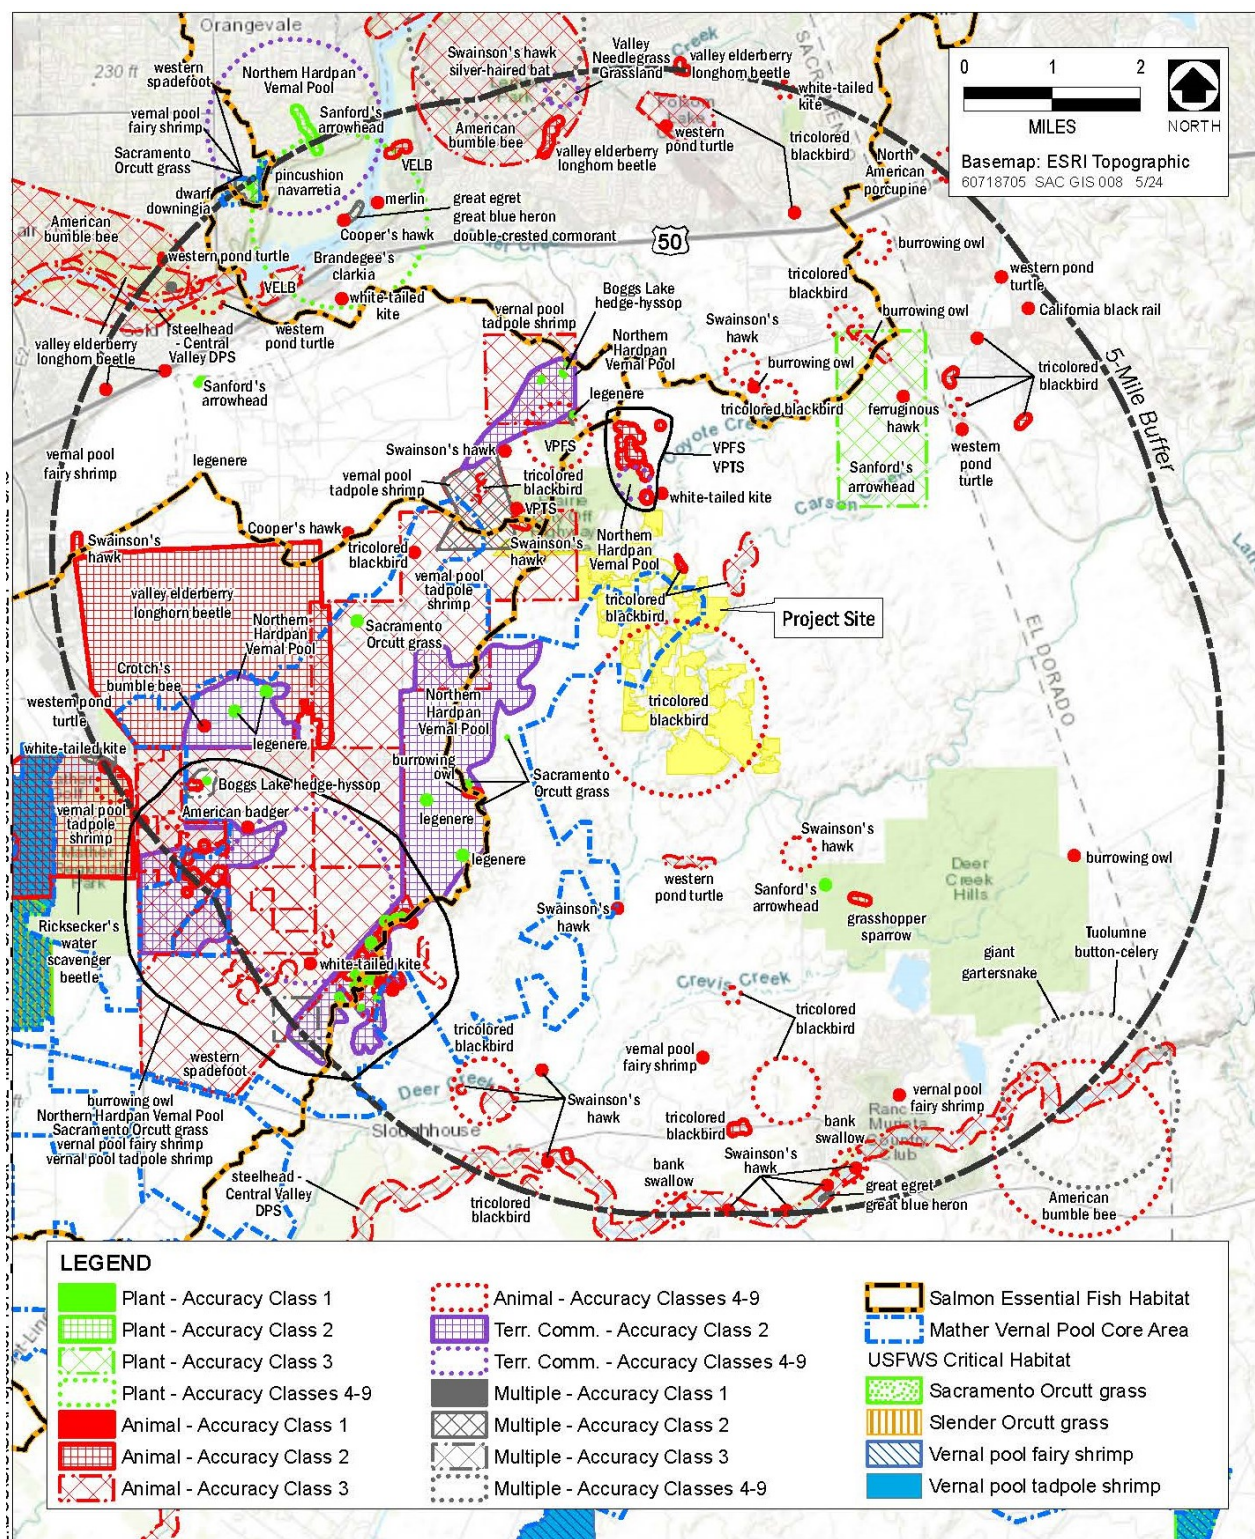 Orangevale
230 ft
western
spadefoot
Northern Hardpan
Vernal Pool
vernal pool
fairy shrimp
Sanford's
arrowhead
Sacramento
Orcutt grass
pincushion
navarretia
dwarf
downingia
VELB
merlin
great egret
great blue heron
double-crested cormorant
Cooper's hawk
Brandegee's
clarkia
Swainson's hawk
silver-haired bat
American
bumble bee
Valley
Needlegrass
Grassland
Creek
valley elderberry
longhorn beetle
valley elderberry
longhorn beetle
white-tailed
kite
Folsom
Lake
western
pond turtle
tricolored
blackbird
North
American
porcupine
0 1 2
MILES
NORTH
Basemap: ESRI Topographic
60718705 SAC GIS 008 5/24
50
American
bumble bee
western pond turtle
VELB
white-tailed
kite
steelhead
- Central
Valley DPS
western
pond turtle
valley elderberry
longhorn beetle
Sanford's
arrowhead
vernal pool
fairy shrimp
legenere
vernal pool
tadpole shrimp
Boggs Lake
hedge-hyssop
Northern
Hardpan
Vernal Pool
legenere
burrowing owl
tricolored
blackbird
Swainson's
hawk
burrowing owl
burrowing owl
tricolored blackbird
western pond
turtle
California black rail
tricolored
blackbird
ferruginous
hawk
western
pond
turtle
Sanford's
arrowhead
5-Mile Buffer
Coyote Creek
Carson Creek
Swainson's hawk
VPFS
VPFS
VPTS
vernal pool
tadpole shrimp
tricolored
blackbird
VPTS
white-tailed kite
Swainson's
hawk
Cooper's hawk
tricolored
blackbird
Swainson's
hawk
Northern
Hardpan
Vernal Pool
vernal pool
tadpole
shrimp
tricolored
blackbird
Project Site
EL DORADO
valley elderberry
longhorn beetle
Northern
Hardpan
Vernal Pool
Sacramento
Orcutt grass
Crotch's
bumble bee
western pond
turtle
legenere
Northern
Hardpan
Vernal Pool
tricolored
blackbird
white-tailed kite
Boggs Lake hedge-hyssop
burrowing
owl
Sacramento
Orcutt grass
vernal pool
tadpole
shrimp
American badger
legenere
legenere
Park
Ricksecker's
water
scavenger
beetle
western
pond turtle
Swainson's
hawk
Swainson's
hawk
Sanford's
arrowhead
grasshopper
sparrow
Deer
Creek
Hills
burrowing owl
giant
gartersnake
Tuolumne
button-celery
white-tailed kite
Crevis Creek
tricolored
blackbird
western
spadefoot
tricolored
blackbird
vernal pool
fairy shrimp
Deer Creek
Swainson's
hawk
vernal pool
fairy shrimp
burrowing owl
Northern Hardpan Vernal Pool
Sacramento Orcutt grass
vernal pool fairy shrimp
vernal pool tadpole shrimp
Sloughhouse
tricolored
blackbird
bank
swallow
Club
Swainson's
hawk
steelhead -
Central Valley
DPS
tricolored
blackbird
bank
swallow
great egret
great blue heron
American
bumble bee
LEGEND
Plant - Accuracy Class 1
Plant - Accuracy Class 2
Plant - Accuracy Class 3
Plant - Accuracy Classes 4-9
Animal - Accuracy Class 1
Animal - Accuracy Class 2
Animal - Accuracy Class 3
Animal - Accuracy Classes 4-9
Terr. Comm. - Accuracy Class 2
Terr. Comm. - Accuracy Classes 4-9
Multiple - Accuracy Class 1
Multiple - Accuracy Class 2
Multiple - Accuracy Class 3
Multiple - Accuracy Classes 4-9
Salmon Essential Fish Habitat
Mather Vernal Pool Core Area
USFWS Critical Habitat
Sacramento Orcutt grass
Slender Orcutt grass
Vernal pool fairy shrimp
Vernal pool tadpole shrimp